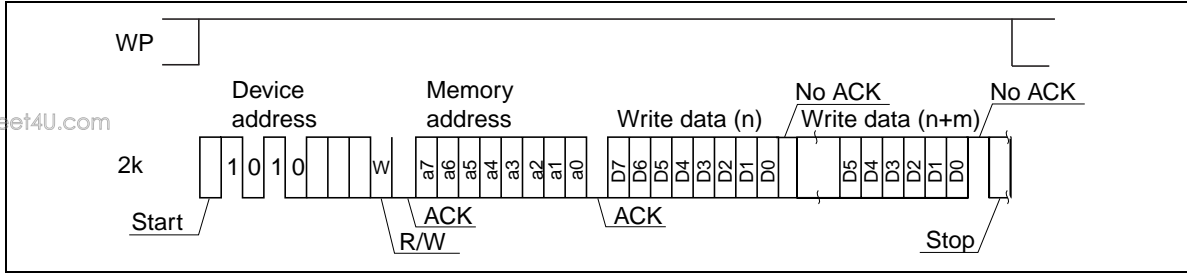 WP
Device address
Memory address
No ACK
No ACK
Write data (n)
Write data (n+m)
eet4U.com
2k
1 0 1 0 W a7 a6 a5 a4 a3 a2 a1 a0 D7 D6 D5 D4 D3 D2 D1 D0 D5 D4 D3 D2 D1 D0
Start
ACK
ACK
R/W
Stop